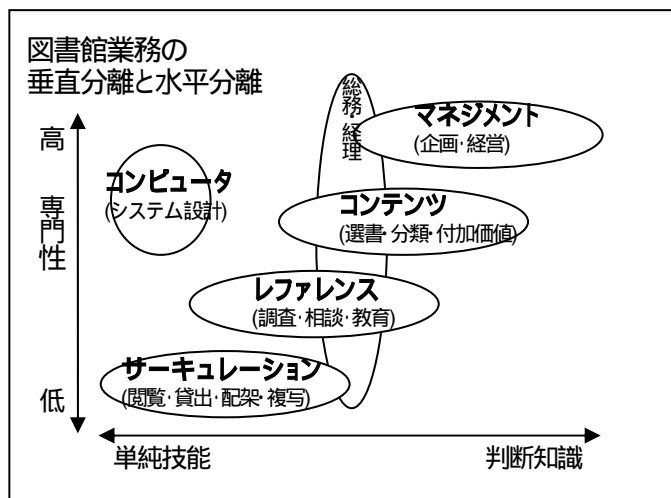 図書館業務の
垂直分離と水平分離
高
専門性
低
総務・経理
マネジメント
(企画・経営)
コンピュータ
(システム設計)
コンテンツ
(選書・分類・付加価値)
レファレンス
(調査・相談・教育)
サーキュレーション
(閲覧・貸出・配架・複写)
単純技能
判断知識